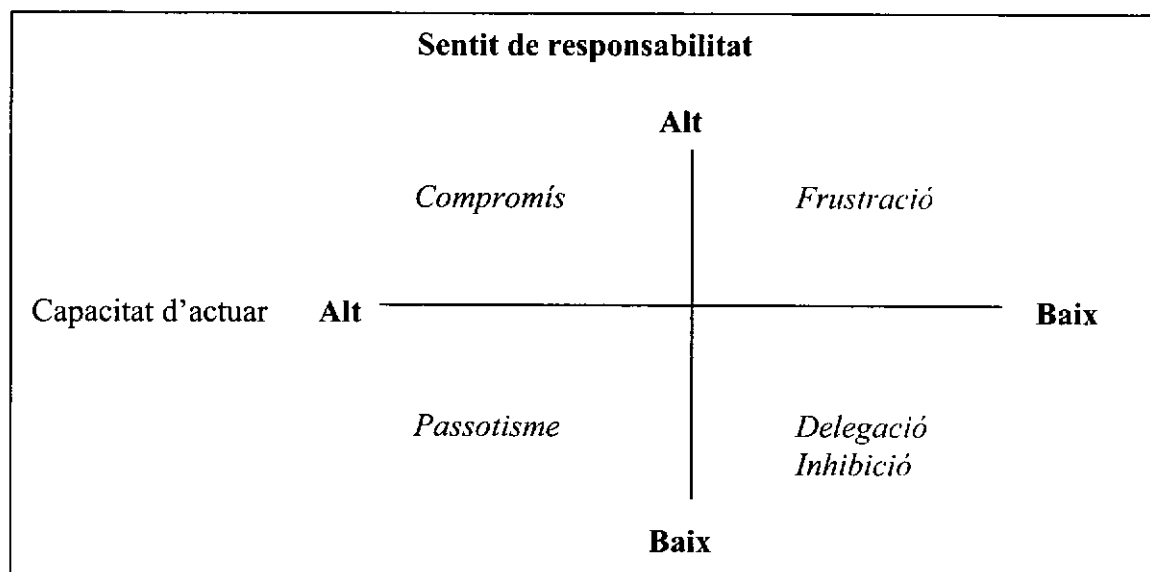 Sentit de responsabilitat
Alt
Compromís Frustració
Capacitat d'actuar Alt Baix
Passotisme Delegació
Inhibició
Baix